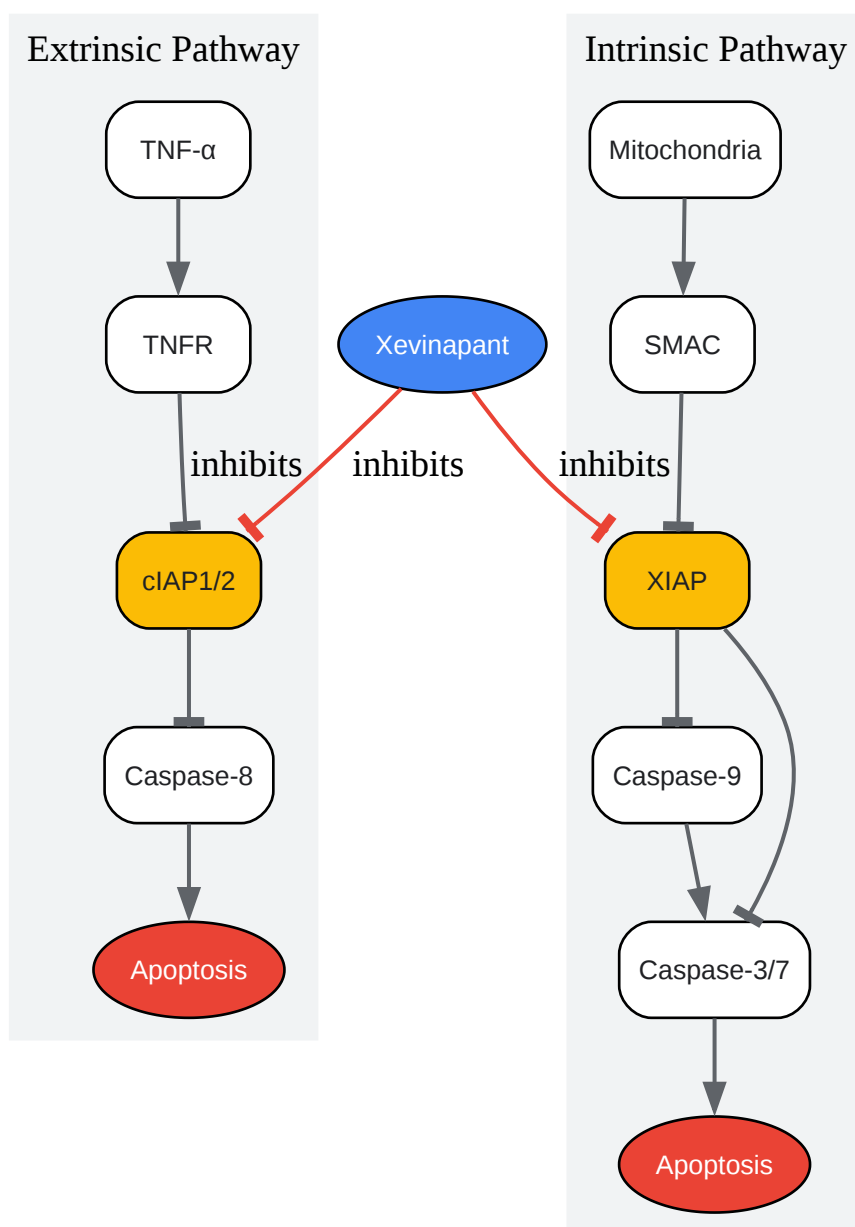 Extrinsic Pathway
Intrinsic Pathway
TNF-α
Mitochondria
TNFR
Xevinapant
SMAC
inhibits
inhibits
inhibits
cIAP1/2
XIAP
Caspase-8
Caspase-9
Apoptosis
Caspase-3/7
Apoptosis